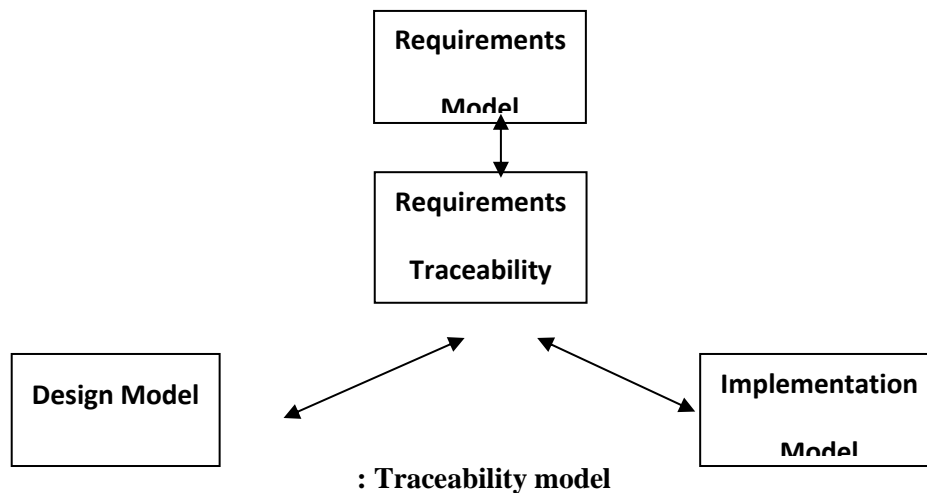 Requirements
Model
Requirements
Traceability
Design Model
Implementation
Model
: Traceability model